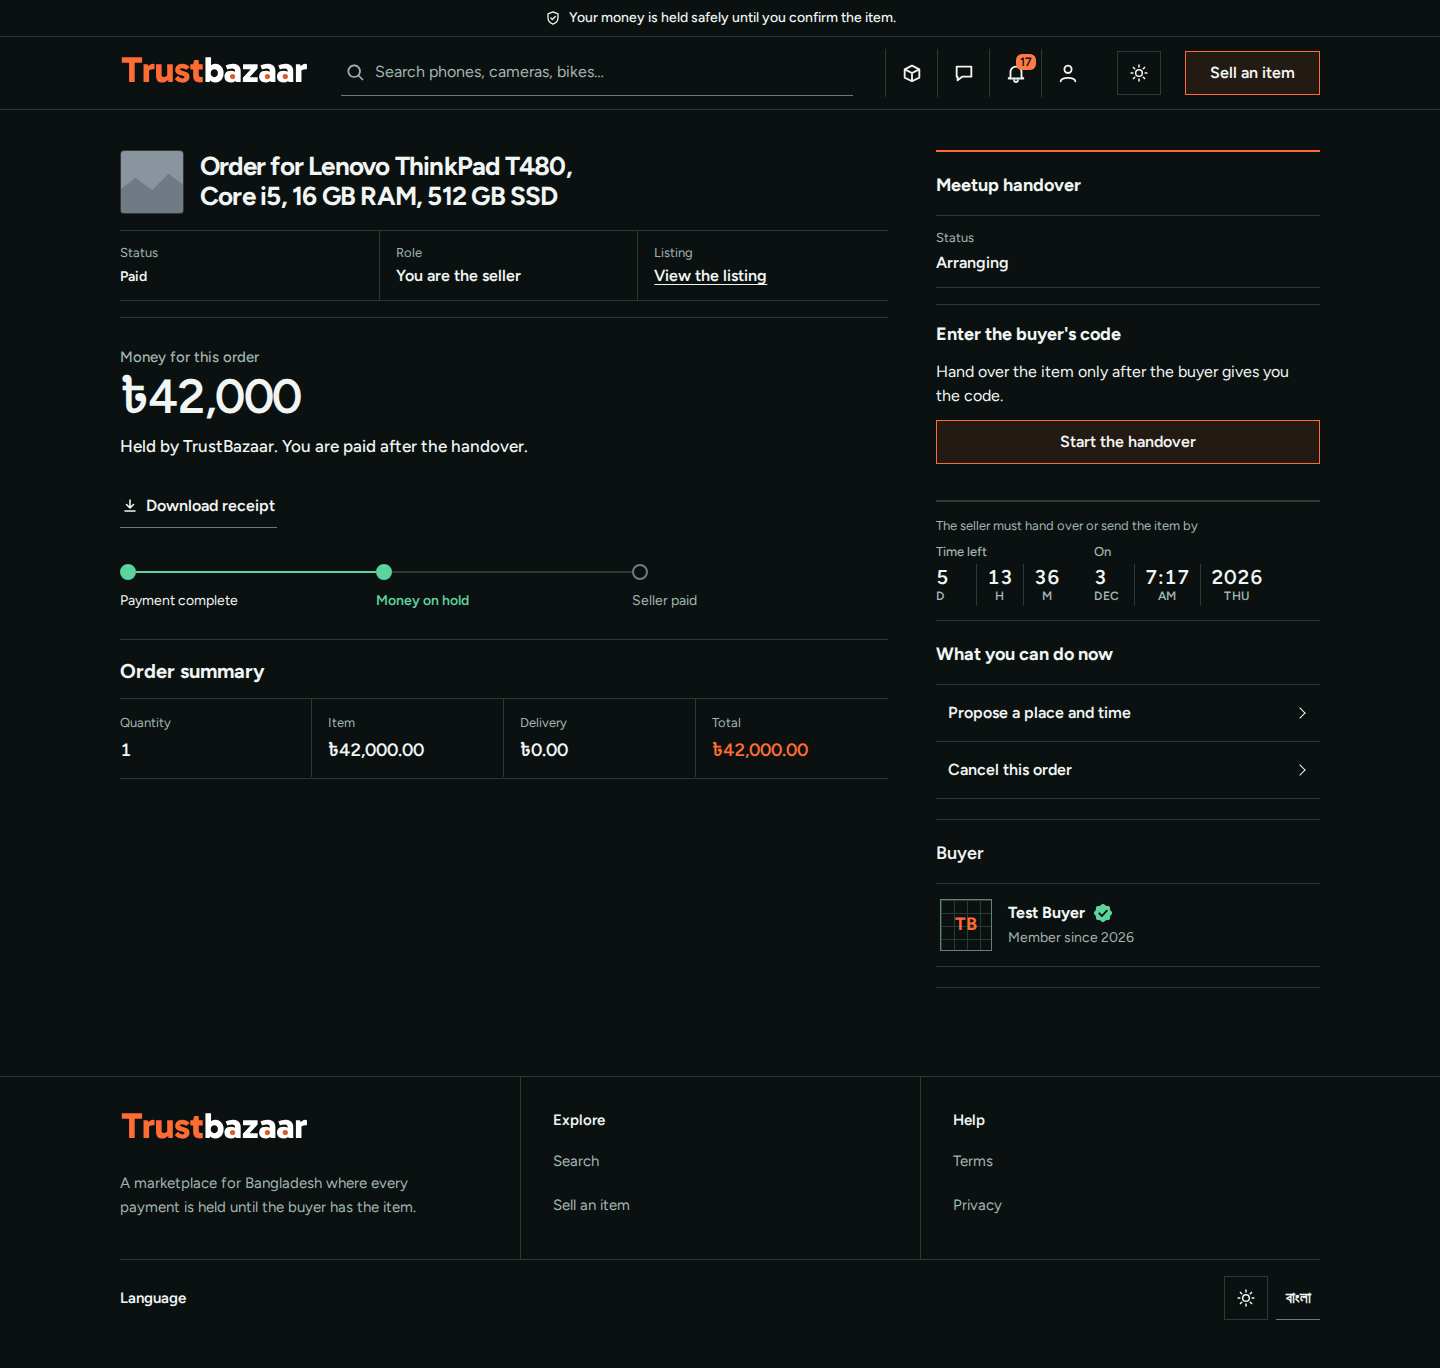 Your money is held safely until you confirm the item.
Trustbazaar
Search phones, cameras, bikes...
17
Sell an item
Order for Lenovo ThinkPad T480,
Core i5, 16 GB RAM, 512 GB SSD
Status
Paid
Role
You are the seller
Listing
View the listing
Money for this order
৳42,000
Held by TrustBazaar. You are paid after the handover.
Download receipt
Payment complete
Money on hold
Seller paid
Order summary
Quantity
1
Item
৳42,000.00
Delivery
৳0.00
Total
৳42,000.00
Meetup handover
Status
Arranging
Enter the buyer's code
Hand over the item only after the buyer gives you
the code.
Start the handover
The seller must hand over or send the item by
Time left
5 13 36
D H M
On
3 7:17 2026
DEC AM THU
What you can do now
Propose a place and time
Cancel this order
Buyer
TB
Test Buyer
Member since 2026
Trustbazaar
A marketplace for Bangladesh where every
payment is held until the buyer has the item.
Explore
Search
Sell an item
Help
Terms
Privacy
Language
বাংলা